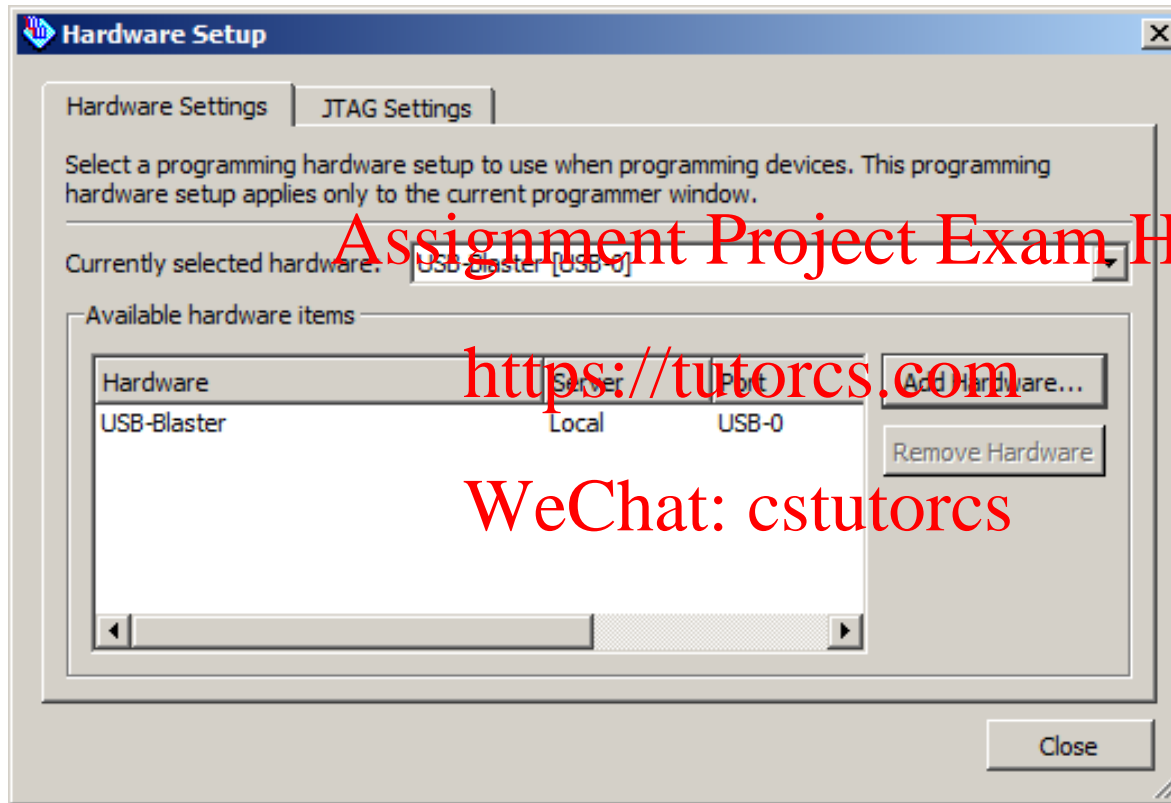 Hardware Setup
Hardware Settings JTAG Settings
Select a programming hardware setup to use when programming devices. This programming
hardware setup applies only to the current programmer window.
Assignment Project Exam H
Currently selected hardware: USB-Blaster [USB-0]
Available hardware items
https://tutorcs.com
Hardware Server Port Add Hardware...
USB-Blaster Local USB-0
Remove Hardware
WeChat: cstutorcs
Close